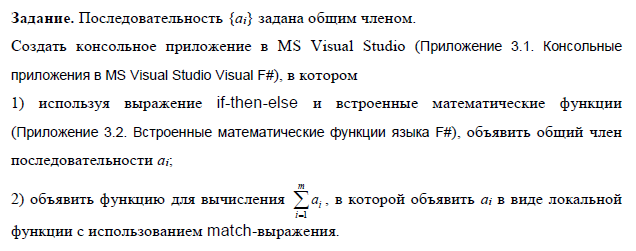 Задание. Последовательность {aᵢ} задана общим членом.
Создать консольное приложение в MS Visual Studio (Приложение 3.1. Консольные
приложения в MS Visual Studio Visual F#), в котором
1) используя выражение if-then-else и встроенные математические функции
(Приложение 3.2. Встроенные математические функции языка F#), объявить общий член
последовательности aᵢ;
2) объявить функцию для вычисления $\sum_{i=1}^{m} a_i$, в которой объявить aᵢ в виде локальной
функции с использованием match-выражения.